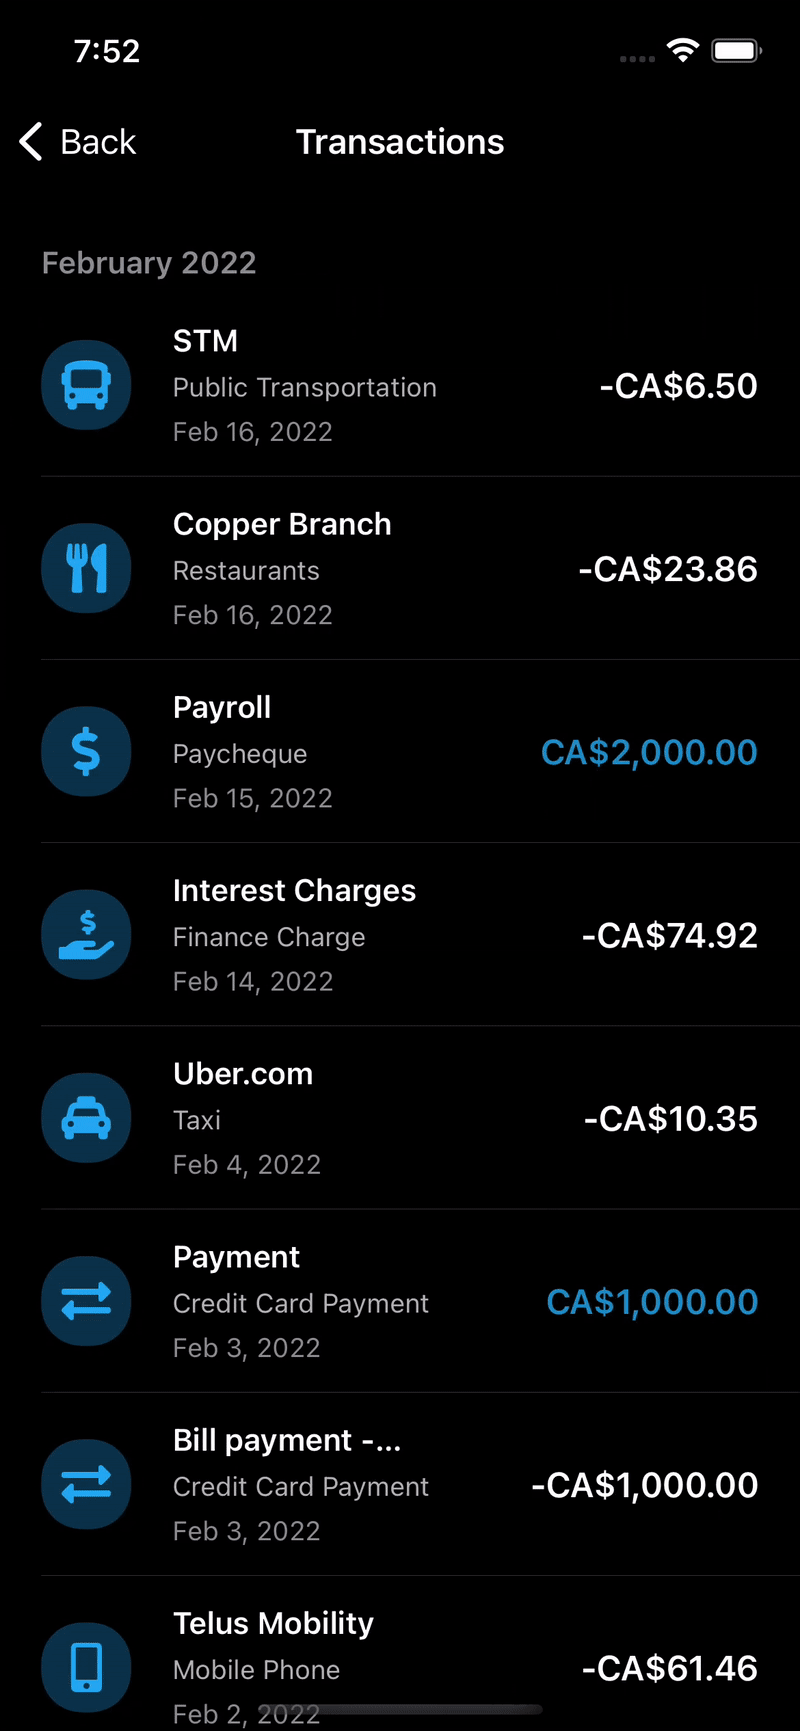 7:52
Back
Transactions
February 2022
STM
Public Transportation
Feb 16, 2022
-CA$6.50
Copper Branch
Restaurants
Feb 16, 2022
-CA$23.86
Payroll
Paycheque
Feb 15, 2022
CA$2,000.00
Interest Charges
Finance Charge
Feb 14, 2022
-CA$74.92
Uber.com
Taxi
Feb 4, 2022
-CA$10.35
Payment
Credit Card Payment
Feb 3, 2022
CA$1,000.00
Bill payment -...
Credit Card Payment
Feb 3, 2022
-CA$1,000.00
Telus Mobility
Mobile Phone
Feb 2, 2022
-CA$61.46